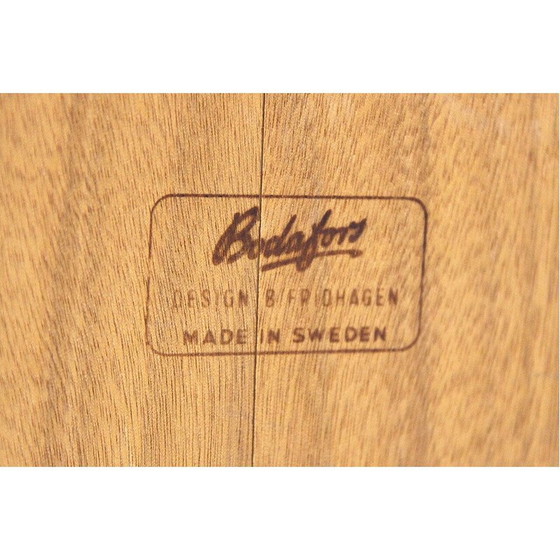 Bodafors
DESIGN B FRIDHAGEN
MADE IN SWEDEN